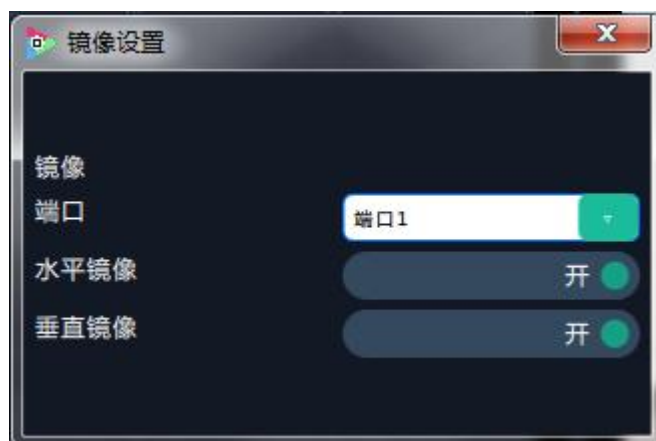 镜像设置
镜像
端口 端口1
水平镜像 开
垂直镜像 开